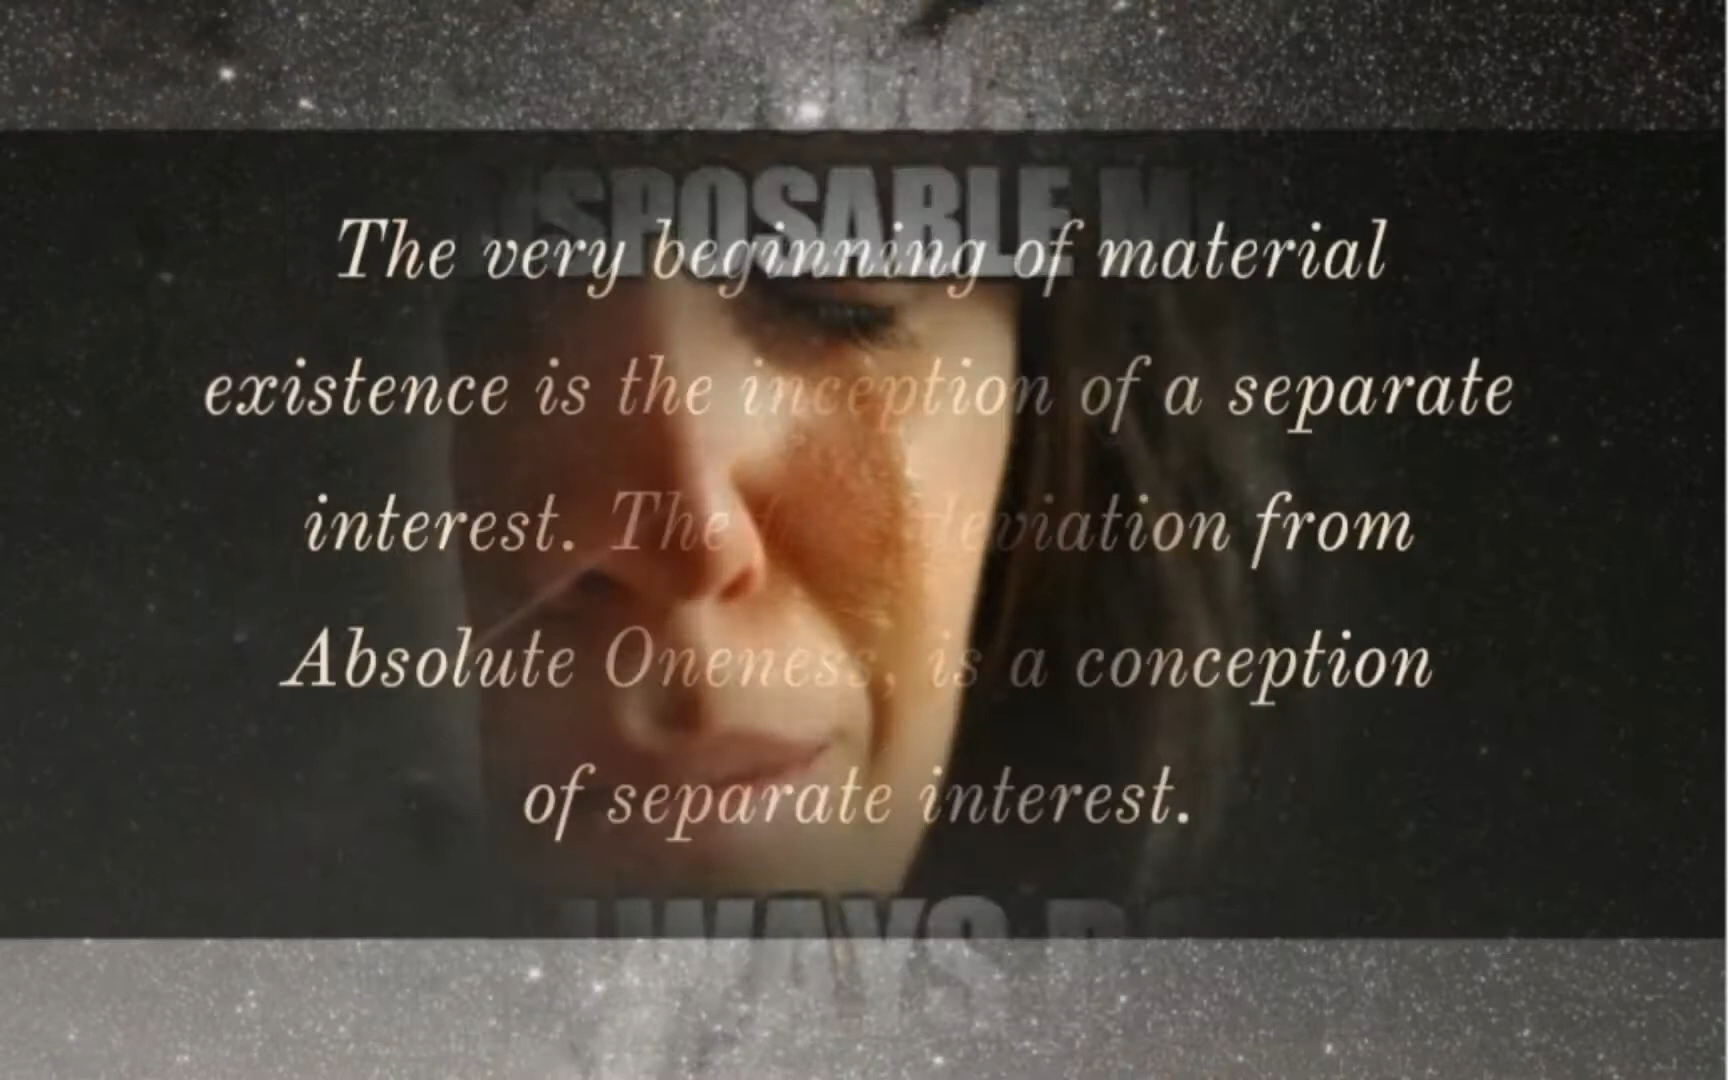 The very beginning of material
existence is the inception of a separate
interest. The deviation from
Absolute Oneness, is a conception
of separate interest.